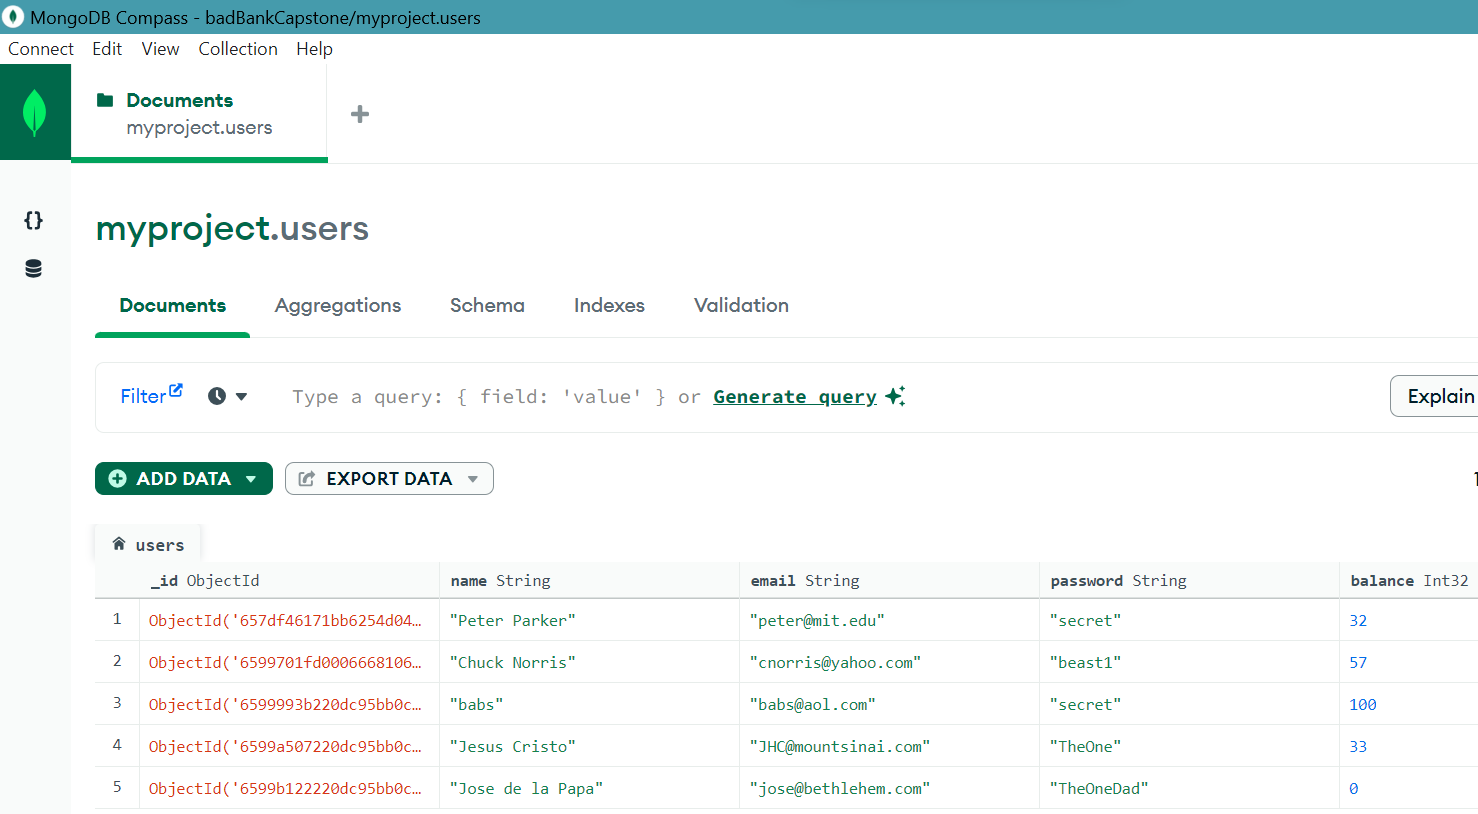 MongoDB Compass - badBankCapstone/myproject.users
Connect Edit View Collection Help
Documents
myproject.users
myproject.users
Documents Aggregations Schema Indexes Validation
Filter Type a query: { field: 'value' } or Generate query Explain
ADD DATA EXPORT DATA 1
users
_id ObjectId name String email String password String balance Int32
1 ObjectId('657df46171bb6254d04… "Peter Parker" "peter@mit.edu" "secret" 32
2 ObjectId('6599701fd0006668106… "Chuck Norris" "cnorris@yahoo.com" "beast1" 57
3 ObjectId('6599993b220dc95bb0c… "babs" "babs@aol.com" "secret" 100
4 ObjectId('6599a507220dc95bb0c… "Jesus Cristo" "JHC@mountsinai.com" "TheOne" 33
5 ObjectId('6599b122220dc95bb0c… "Jose de la Papa" "jose@bethlehem.com" "TheOneDad" 0